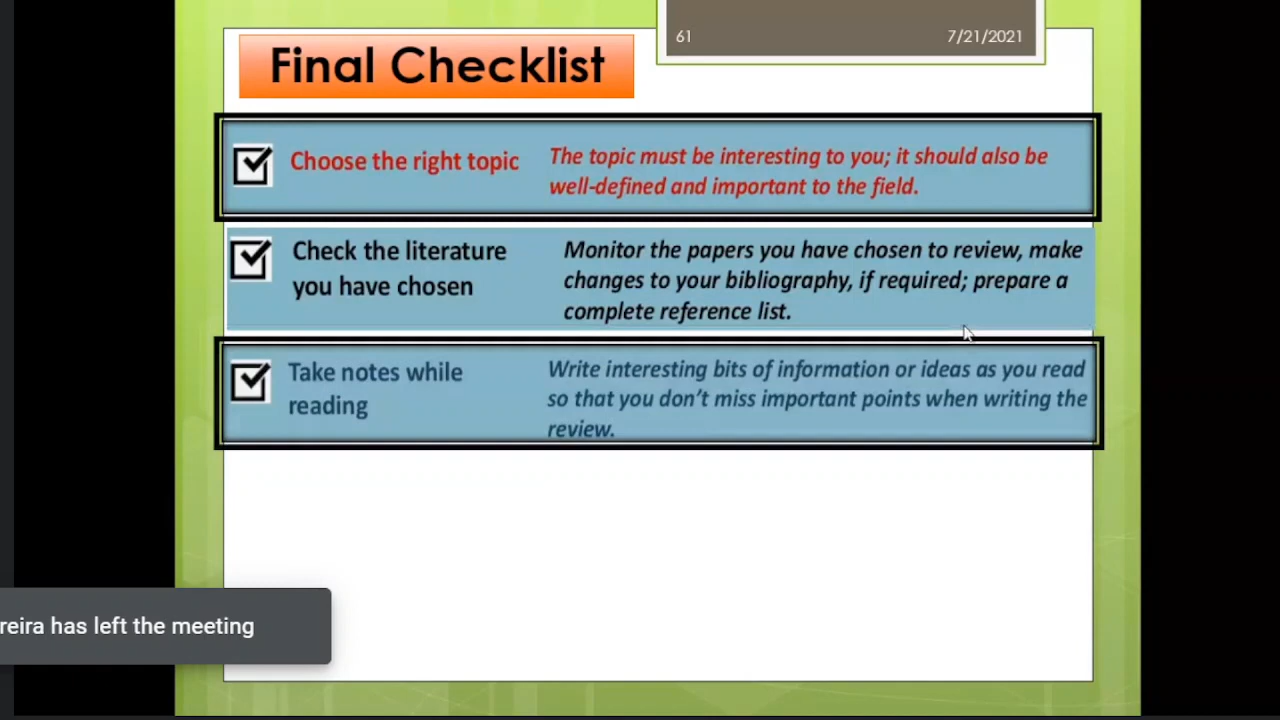 61
7/21/2021
Final Checklist
Choose the right topic
The topic must be interesting to you; it should also be
well-defined and important to the field.
Check the literature
you have chosen
Monitor the papers you have chosen to review, make
changes to your bibliography, if required; prepare a
complete reference list.
Take notes while
reading
Write interesting bits of information or ideas as you read
so that you don’t miss important points when writing the
review.
reira has left the meeting